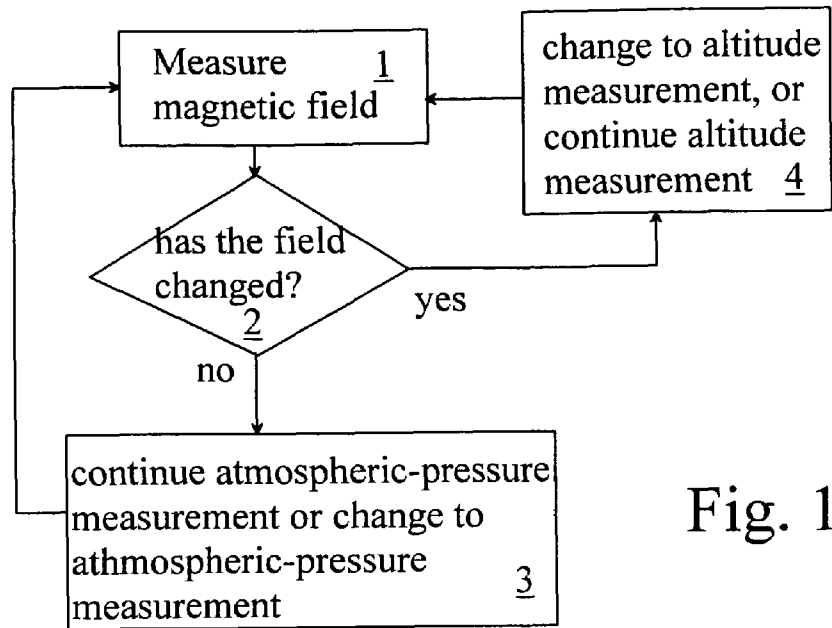 Measure 1
magnetic field
change to altitude
measurement, or
continue altitude
measurement 4
has the field
changed?
2
yes
no
continue atmospheric-pressure
measurement or change to
athmospheric-pressure
measurement 3
Fig. 1